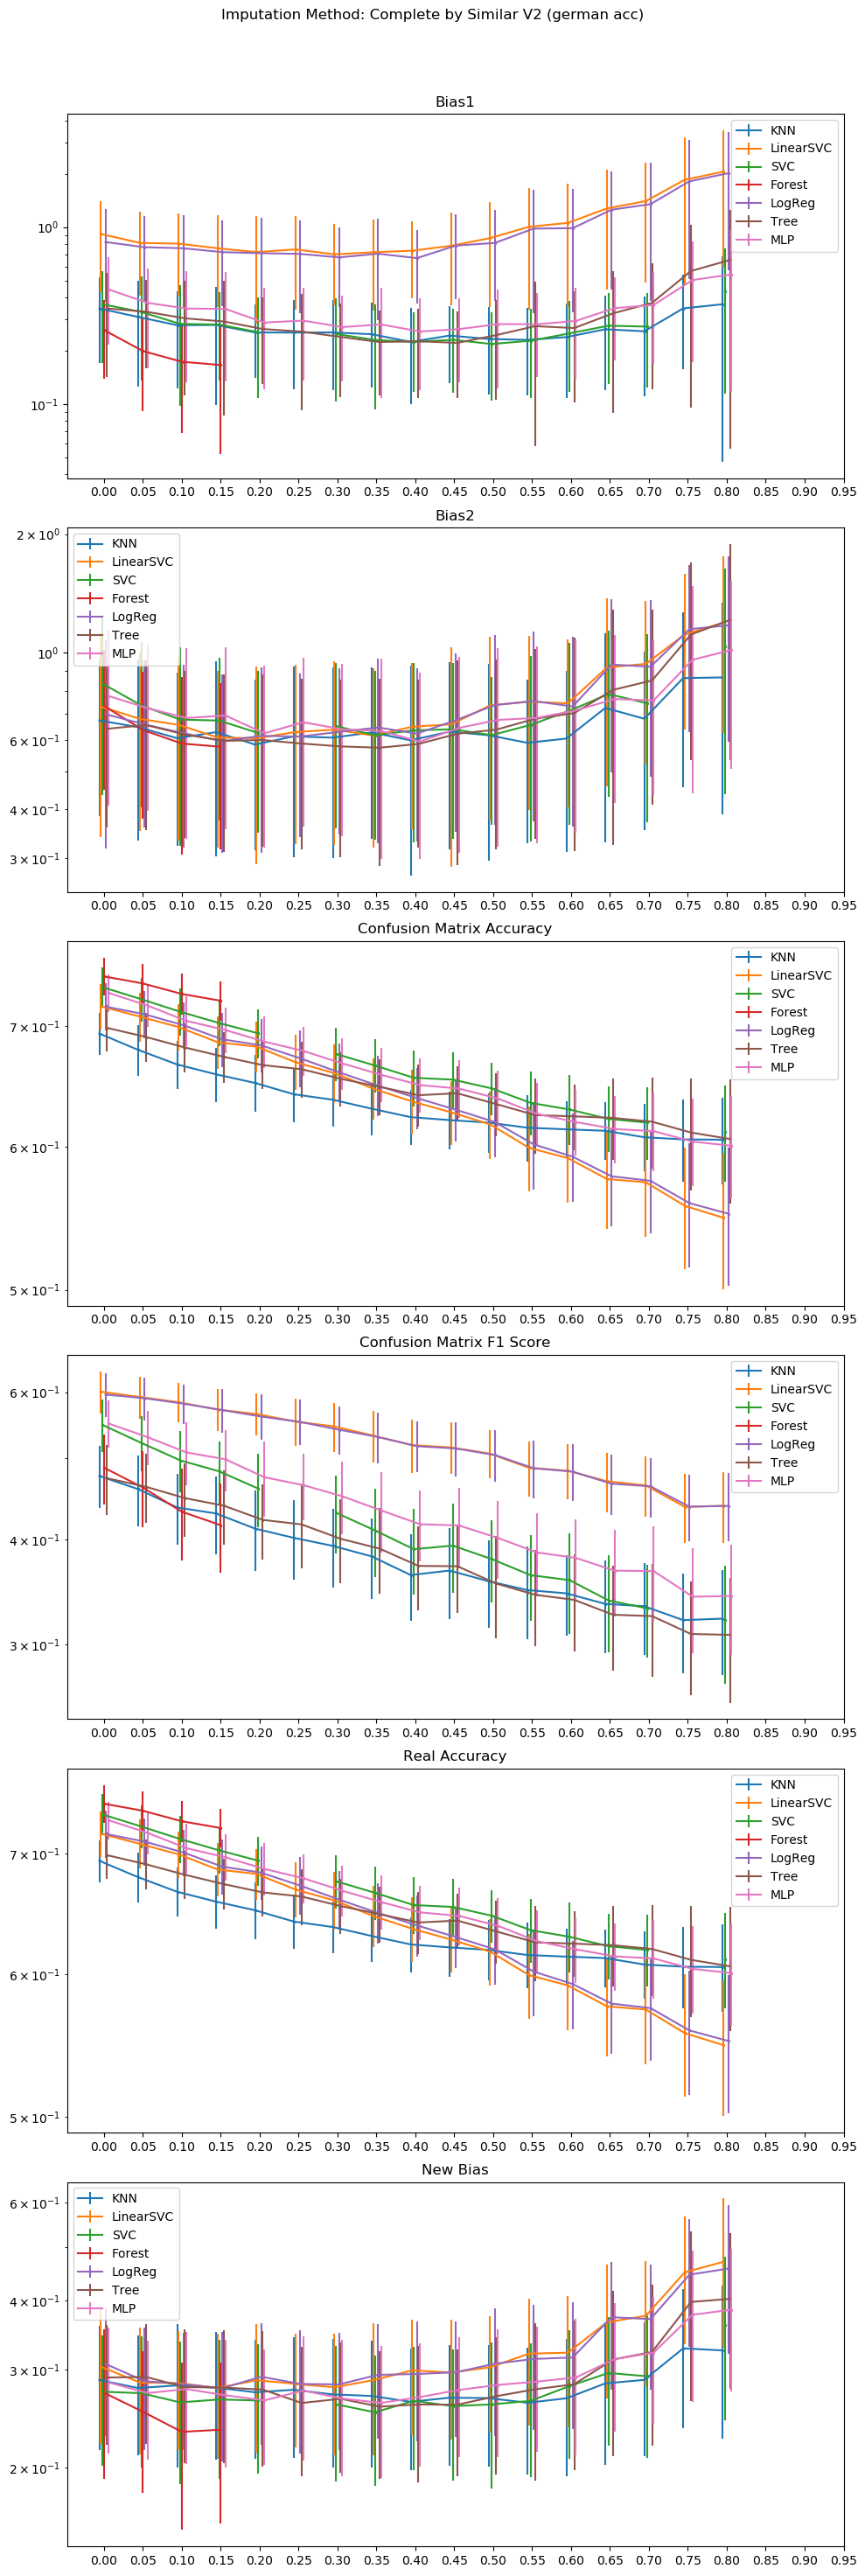 Imputation Method: Complete by Similar V2 (german acc)
Bias1
10⁰
10⁻¹
KNN
LinearSVC
SVC
Forest
LogReg
Tree
MLP
0.00 0.05 0.10 0.15 0.20 0.25 0.30 0.35 0.40 0.45 0.50 0.55 0.60 0.65 0.70 0.75 0.80 0.85 0.90 0.95
Bias2
2 × 10⁰
10⁰
6 × 10⁻¹
4 × 10⁻¹
3 × 10⁻¹
KNN
LinearSVC
SVC
Forest
LogReg
Tree
MLP
0.00 0.05 0.10 0.15 0.20 0.25 0.30 0.35 0.40 0.45 0.50 0.55 0.60 0.65 0.70 0.75 0.80 0.85 0.90 0.95
Confusion Matrix Accuracy
7 × 10⁻¹
6 × 10⁻¹
5 × 10⁻¹
KNN
LinearSVC
SVC
Forest
LogReg
Tree
MLP
0.00 0.05 0.10 0.15 0.20 0.25 0.30 0.35 0.40 0.45 0.50 0.55 0.60 0.65 0.70 0.75 0.80 0.85 0.90 0.95
Confusion Matrix F1 Score
6 × 10⁻¹
4 × 10⁻¹
3 × 10⁻¹
KNN
LinearSVC
SVC
Forest
LogReg
Tree
MLP
0.00 0.05 0.10 0.15 0.20 0.25 0.30 0.35 0.40 0.45 0.50 0.55 0.60 0.65 0.70 0.75 0.80 0.85 0.90 0.95
Real Accuracy
7 × 10⁻¹
6 × 10⁻¹
5 × 10⁻¹
KNN
LinearSVC
SVC
Forest
LogReg
Tree
MLP
0.00 0.05 0.10 0.15 0.20 0.25 0.30 0.35 0.40 0.45 0.50 0.55 0.60 0.65 0.70 0.75 0.80 0.85 0.90 0.95
New Bias
6 × 10⁻¹
4 × 10⁻¹
3 × 10⁻¹
2 × 10⁻¹
KNN
LinearSVC
SVC
Forest
LogReg
Tree
MLP
0.00 0.05 0.10 0.15 0.20 0.25 0.30 0.35 0.40 0.45 0.50 0.55 0.60 0.65 0.70 0.75 0.80 0.85 0.90 0.95